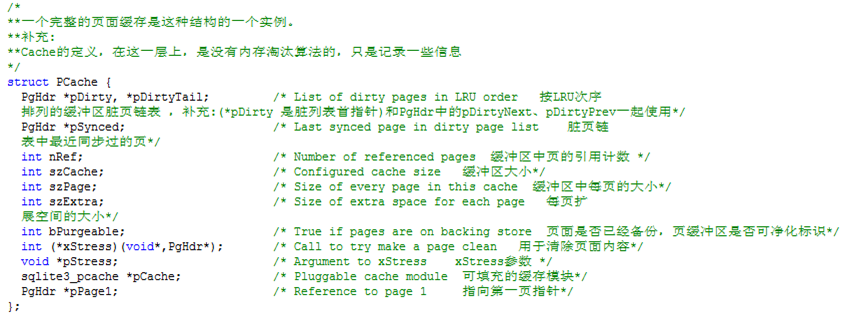 /*
**一个完整的页面缓存是这种结构的一个实例。
**补充:
**Cache的定义，在这一层上，是没有内存淘汰算法的，只是记录一些信息
*/
struct PCache {
PgHdr *pDirty, *pDirtyTail; /* List of dirty pages in LRU order 按LRU次序
排列的缓冲区脏页链表 ，补充:(*pDirty 是脏列表首指针)和PgHdr中的pDirtyNext、pDirtyPrev一起使用*/
PgHdr *pSynced; /* Last synced page in dirty page list 脏页链
表中最近同步过的页*/
int nRef; /* Number of referenced pages 缓冲区中页的引用计数 */
int szCache; /* Configured cache size 缓冲区大小*/
int szPage; /* Size of every page in this cache 缓冲区中每页的大小*/
int szExtra; /* Size of extra space for each page 每页扩
展空间的大小*/
int bPurgeable; /* True if pages are on backing store 页面是否已经备份，页缓冲区是否可净化标识*/
int (*xStress)(void*,PgHdr*); /* Call to try make a page clean 用于清除页面内容*/
void *pStress; /* Argument to xStress xStress参数 */
sqlite3_pcache *pCache; /* Pluggable cache module 可填充的缓存模块*/
PgHdr *pPage1; /* Reference to page 1 指向第一页指针*/
};